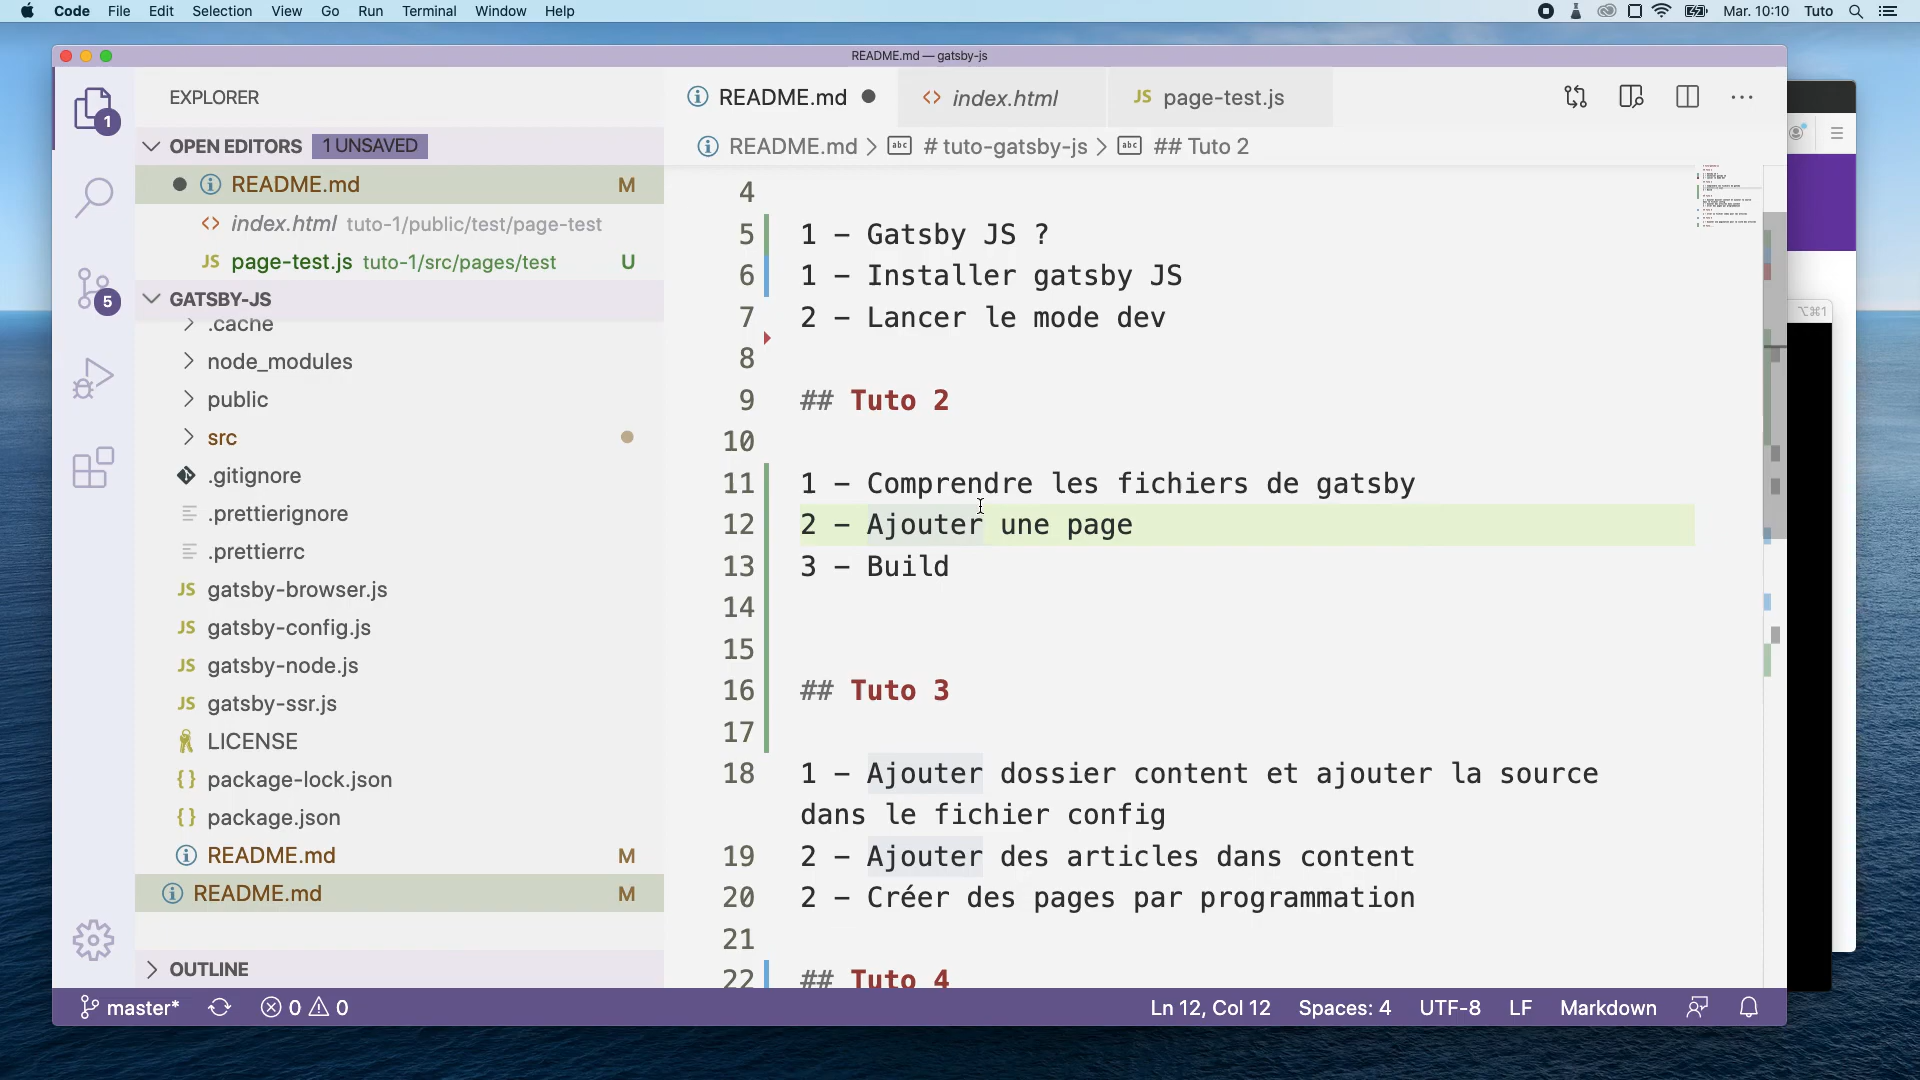 Code File Edit Selection View Go Run Terminal Window Help Mar. 10:10 Tuto
README.md — gatsby-js
EXPLORER
README.md index.html JS page-test.js
OPEN EDITORS 1 UNSAVED
README.md > # tuto-gatsby-js > ## Tuto 2
README.md M
index.html tuto-1/public/test/page-test
JS page-test.js tuto-1/src/pages/test U
GATSBY-JS
.cache
node_modules
public
src
.gitignore
.prettierignore
.prettierrc
JS gatsby-browser.js
JS gatsby-config.js
JS gatsby-node.js
JS gatsby-ssr.js
LICENSE
{} package-lock.json
{} package.json
README.md M
README.md M
OUTLINE
1
5
4
5 1 – Gatsby JS ?
6 1 – Installer gatsby JS
7 2 – Lancer le mode dev
8
9 ## Tuto 2
10
11 1 – Comprendre les fichiers de gatsby
12 2 – Ajouter une page
13 3 – Build
14
15
16 ## Tuto 3
17
18 1 – Ajouter dossier content et ajouter la source
dans le fichier config
19 2 – Ajouter des articles dans content
20 2 – Créer des pages par programmation
21
22 ## Tuto 4
⌥⌘1
master* 0 0 Ln 12, Col 12 Spaces: 4 UTF-8 LF Markdown